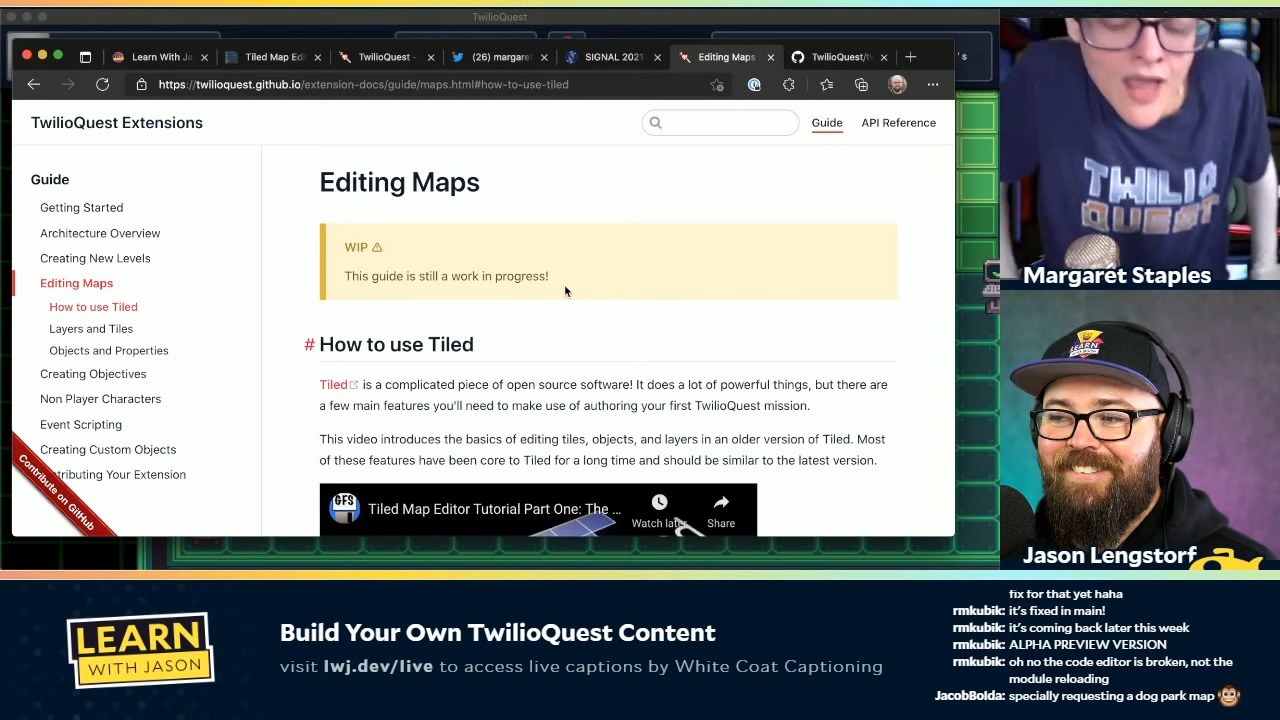 TwilioQuest
Learn With Ja
Tiled Map Edi
TwilioQuest -
(26) margaret
SIGNAL 2021
Editing Maps
TwilioQuest/tw
's
https://twilioquest.github.io/extension-docs/guide/maps.html#how-to-use-tiled
TwilioQuest Extensions
Guide
API Reference
Guide
Getting Started
Architecture Overview
Creating New Levels
Editing Maps
How to use Tiled
Layers and Tiles
Objects and Properties
Creating Objectives
Non Player Characters
Event Scripting
Creating Custom Objects
ntributing Your Extension
Contribute on GitHub
Editing Maps
WIP ⚠
This guide is still a work in progress!
# How to use Tiled
Tiled is a complicated piece of open source software! It does a lot of powerful things, but there are
a few main features you'll need to make use of authoring your first TwilioQuest mission.
This video introduces the basics of editing tiles, objects, and layers in an older version of Tiled. Most
of these features have been core to Tiled for a long time and should be similar to the latest version.
GFS
Tiled Map Editor Tutorial Part One: The ...
Watch later
Share
TWILIO
QUEST
Margaret Staples
LEARN
Jason Lengstorf
LEARN
WITH JASON
Build Your Own TwilioQuest Content
visit lwj.dev/live to access live captions by White Coat Captioning
fix for that yet haha
rmkubik: it's fixed in main!
rmkubik: it's coming back later this week
rmkubik: ALPHA PREVIEW VERSION
rmkubik: oh no the code editor is broken, not the
module reloading
JacobBolda: specially requesting a dog park map